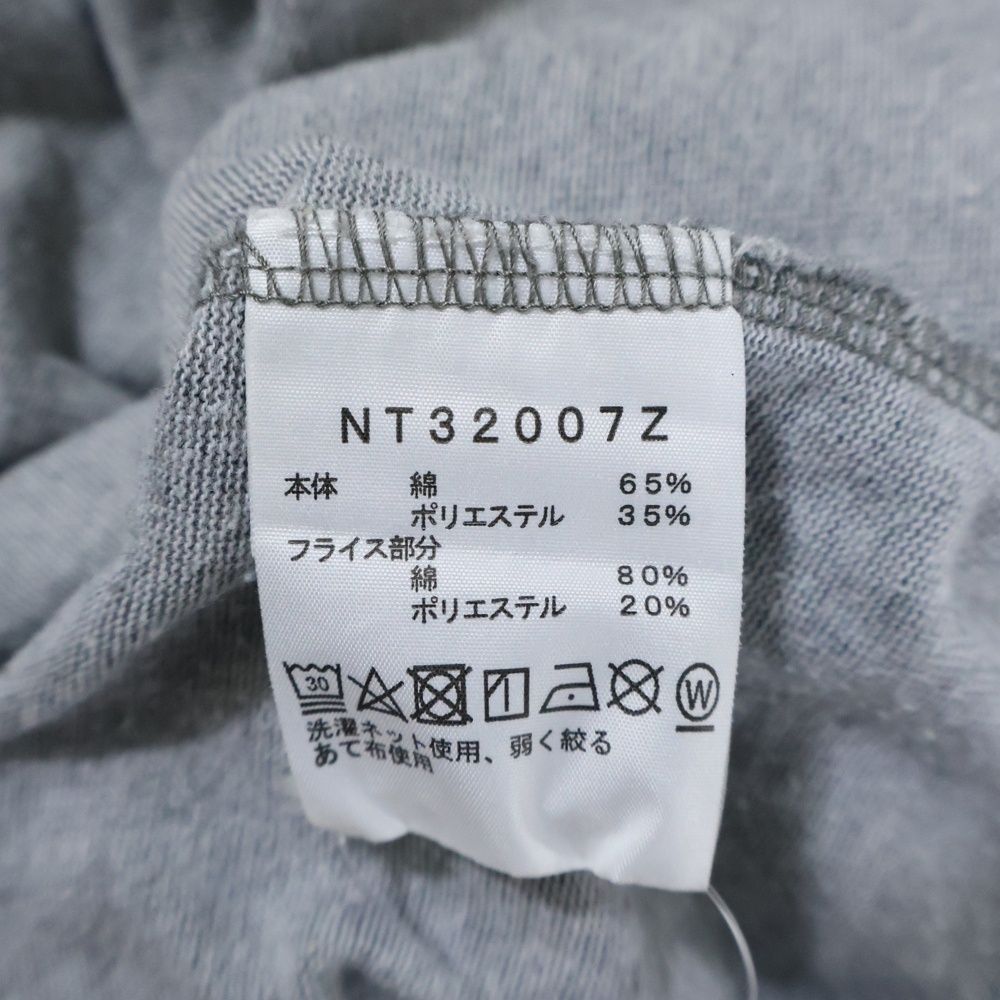 NT32007Z
本体 綿 65%
ポリエステル 35%
フライス部分
綿 80%
ポリエステル 20%
30 W
洗濯ネット使用、弱く絞る
あて布使用